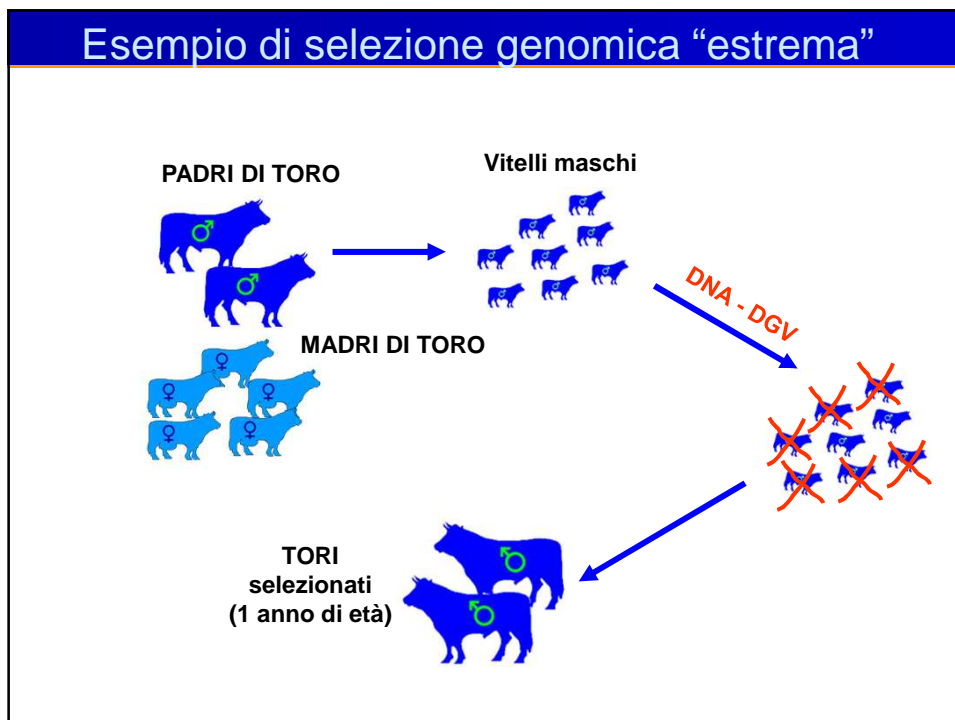 Esempio di selezione genomica “estrema”
PADRI DI TORO
Vitelli maschi
DNA - DGV
MADRI DI TORO
TORI
selezionati
(1 anno di età)